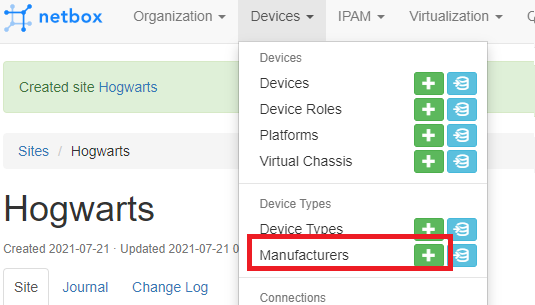 netbox Organization Devices IPAM Virtualization
Devices
Created site Hogwarts
Devices
Device Roles
Platforms
Virtual Chassis
Sites / Hogwarts
Hogwarts
Created 2021-07-21 · Updated 2021-07-21 0
Device Types
Device Types
Manufacturers
Site Journal Change Log
Connections